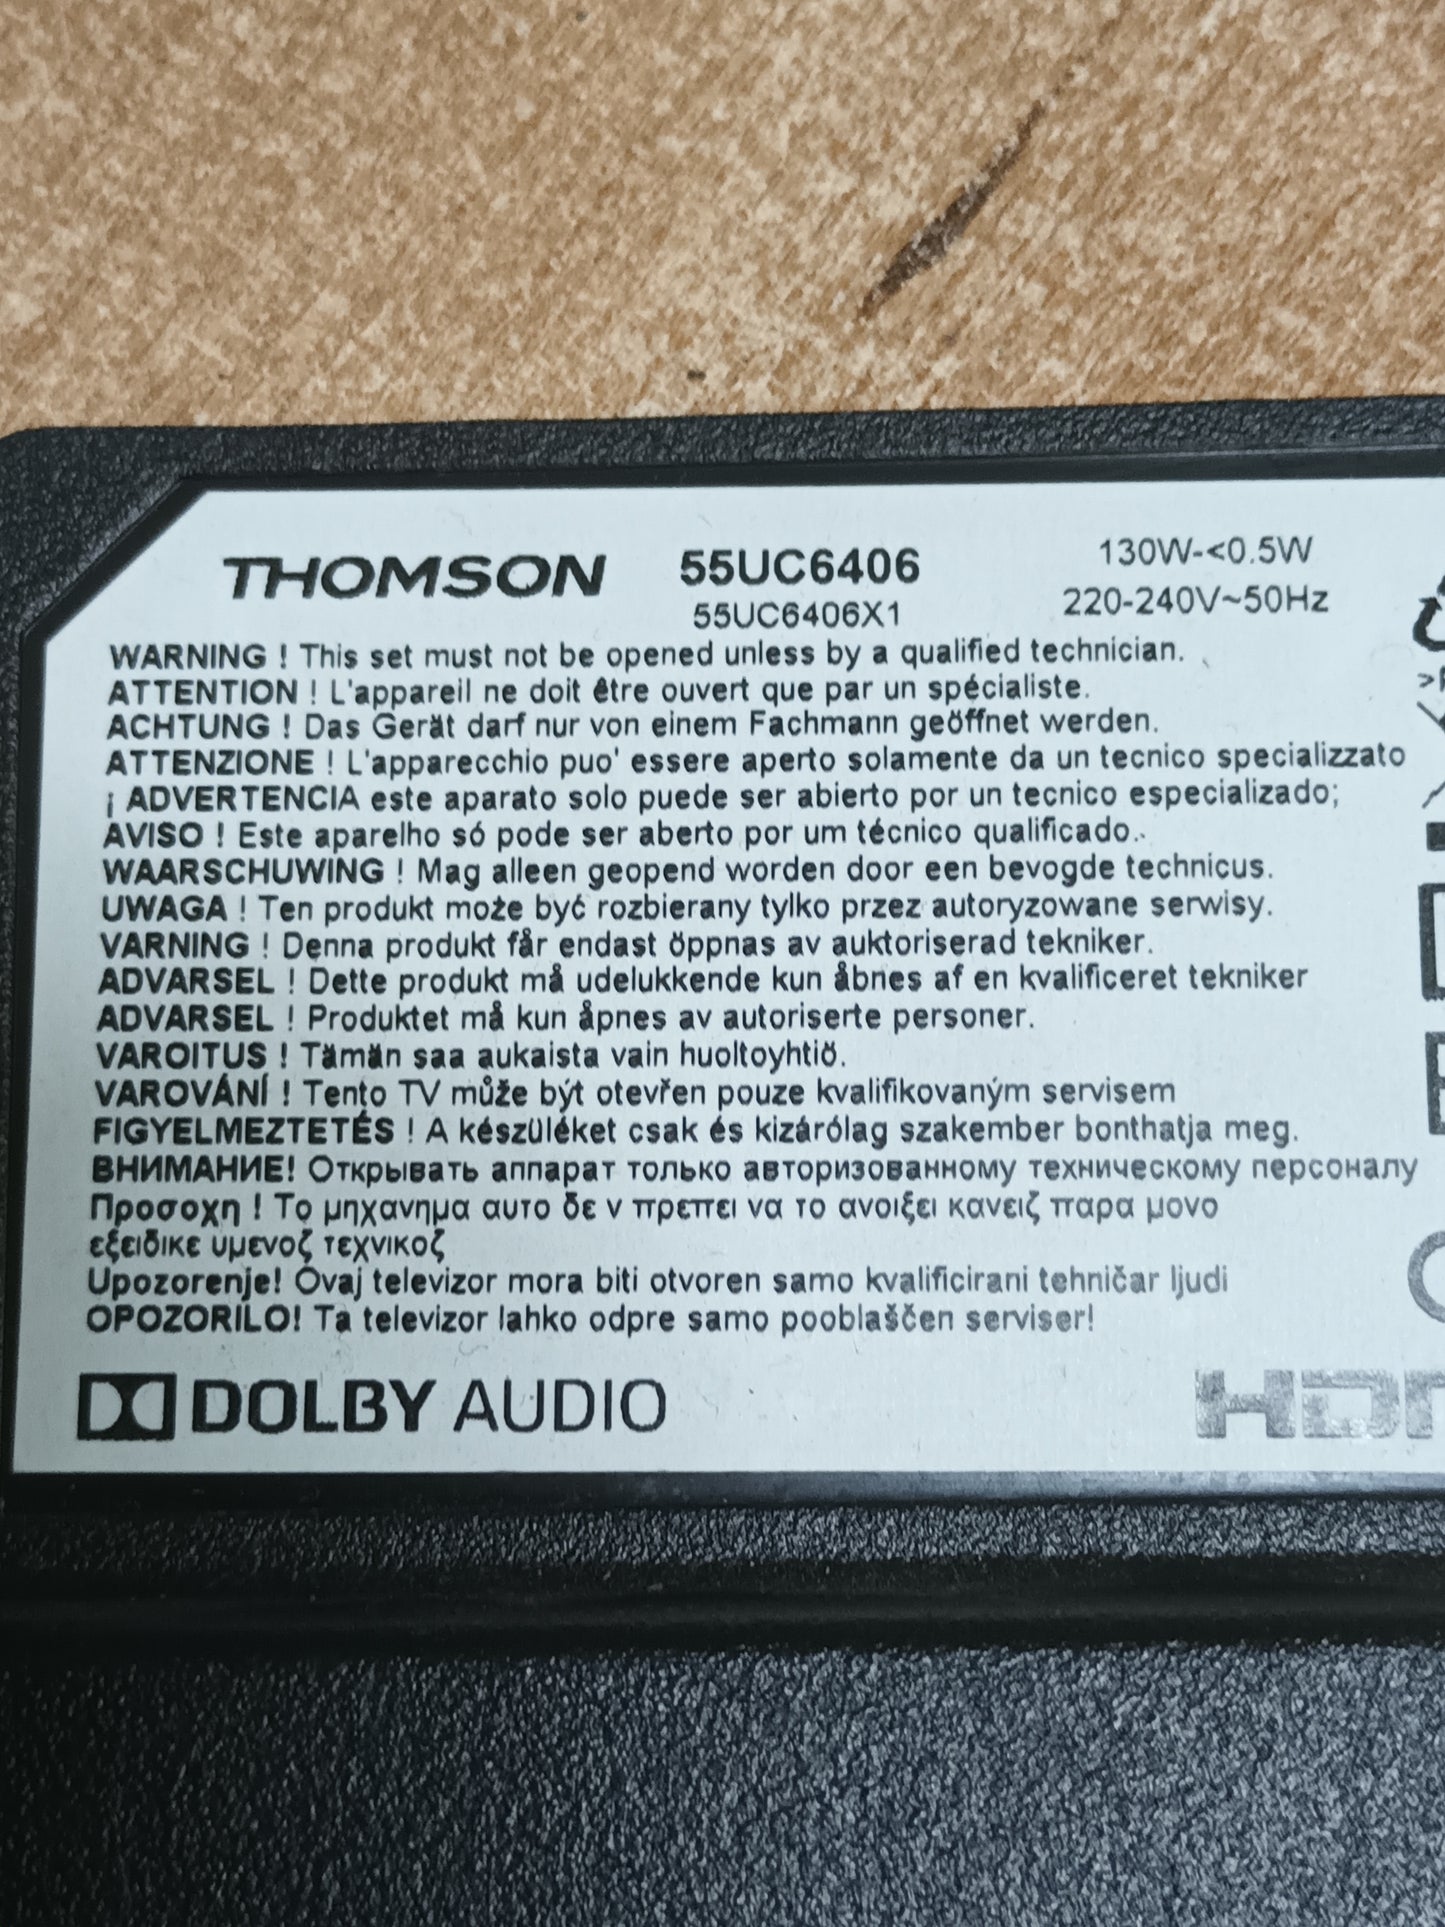 THOMSON 55UC6406 130W-<0.5W
55UC6406X1 220-240V~50Hz
WARNING ! This set must not be opened unless by a qualified technician.
ATTENTION ! L'appareil ne doit être ouvert que par un spécialiste.
ACHTUNG ! Das Gerät darf nur von einem Fachmann geöffnet werden.
ATTENZIONE ! L'apparecchio puo' essere aperto solamente da un tecnico specializzato
¡ ADVERTENCIA este aparato solo puede ser abierto por un tecnico especializado;
AVISO ! Este aparelho só pode ser aberto por um técnico qualificado.
WAARSCHUWING ! Mag alleen geopend worden door een bevogde technicus.
UWAGA ! Ten produkt może być rozbierany tylko przez autoryzowane serwisy.
VARNING ! Denna produkt får endast öppnas av auktoriserad tekniker.
ADVARSEL ! Dette produkt må udelukkende kun åbnes af en kvalificeret tekniker
ADVARSEL ! Produktet må kun åpnes av autoriserte personer.
VAROITUS ! Tämän saa aukaista vain huoltoyhtiö.
VAROVÁNÍ ! Tento TV může být otevřen pouze kvalifikovaným servisem
FIGYELMEZTETÉS ! A készüléket csak és kizárólag szakember bonthatja meg.
ВНИМАНИЕ! Открывать аппарат только авторизованному техническому персоналу
Προσοχη ! Το μηχανημα αυτο δε ν πρεπει να το ανοιξει κανειζ παρα μονο
εξειδικε υμενοζ τεχνικοζ
Upozorenje! Ovaj televizor mora biti otvoren samo kvalificirani tehničar ljudi
OPOZORILO! Ta televizor lahko odpre samo pooblaščen serviser!
DOLBY AUDIO